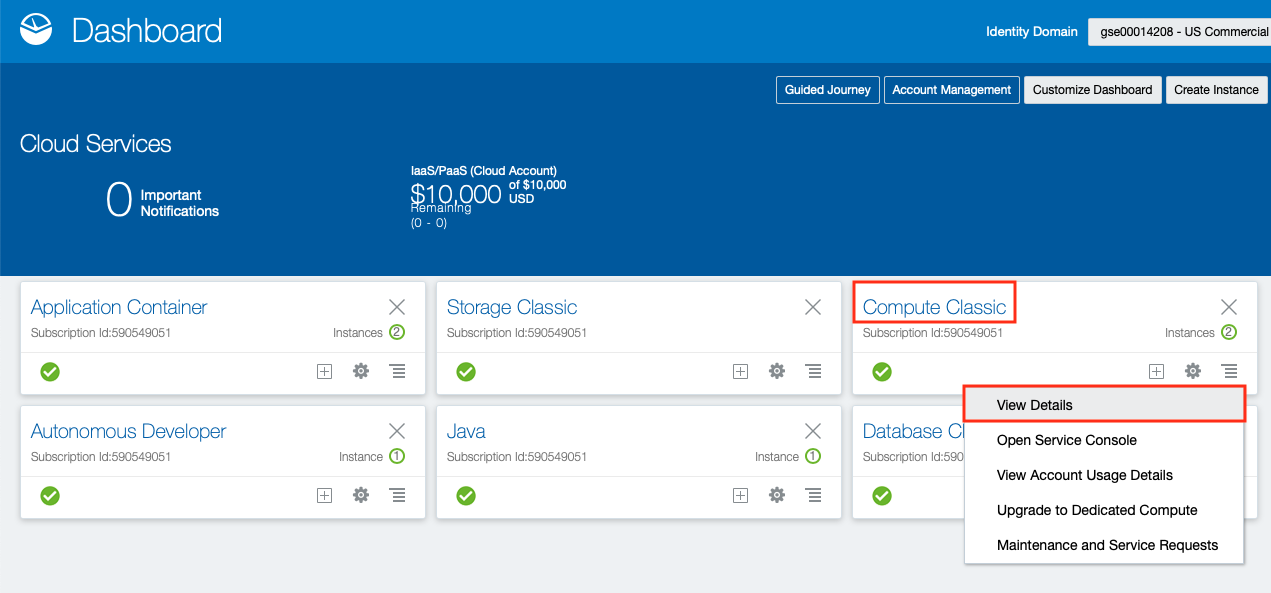 Dashboard
Identity Domain
gse00014208 - US Commercial
Guided Journey
Account Management
Customize Dashboard
Create Instance
Cloud Services
0
Important
Notifications
IaaS/PaaS (Cloud Account)
$10,000
of $10,000
USD
Remaining
(0 - 0)
Application Container
Subscription Id:590549051
Instances 2
Storage Classic
Subscription Id:590549051
Compute Classic
Subscription Id:590549051
Instances 2
Autonomous Developer
Subscription Id:590549051
Instance 1
Java
Subscription Id:590549051
Instance 1
Database Cl
Subscription Id:590
View Details
Open Service Console
View Account Usage Details
Upgrade to Dedicated Compute
Maintenance and Service Requests